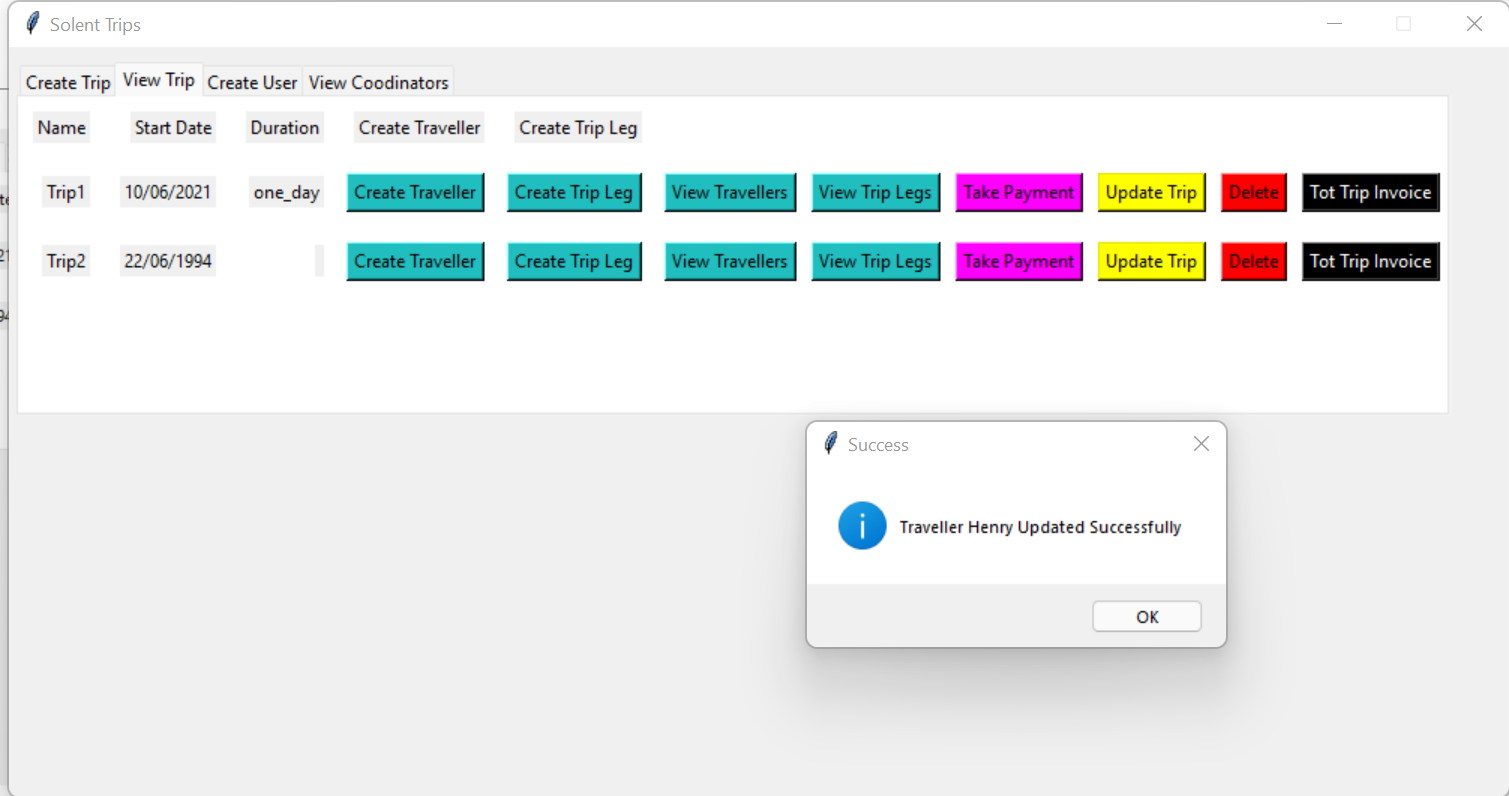 Solent Trips
Create Trip View Trip Create User View Coodinators
Name Start Date Duration Create Traveller Create Trip Leg
Trip1 10/06/2021 one_day Create Traveller Create Trip Leg View Travellers View Trip Legs Take Payment Update Trip Delete Tot Trip Invoice
Trip2 22/06/1994 Create Traveller Create Trip Leg View Travellers View Trip Legs Take Payment Update Trip Delete Tot Trip Invoice
Success
Traveller Henry Updated Successfully
OK